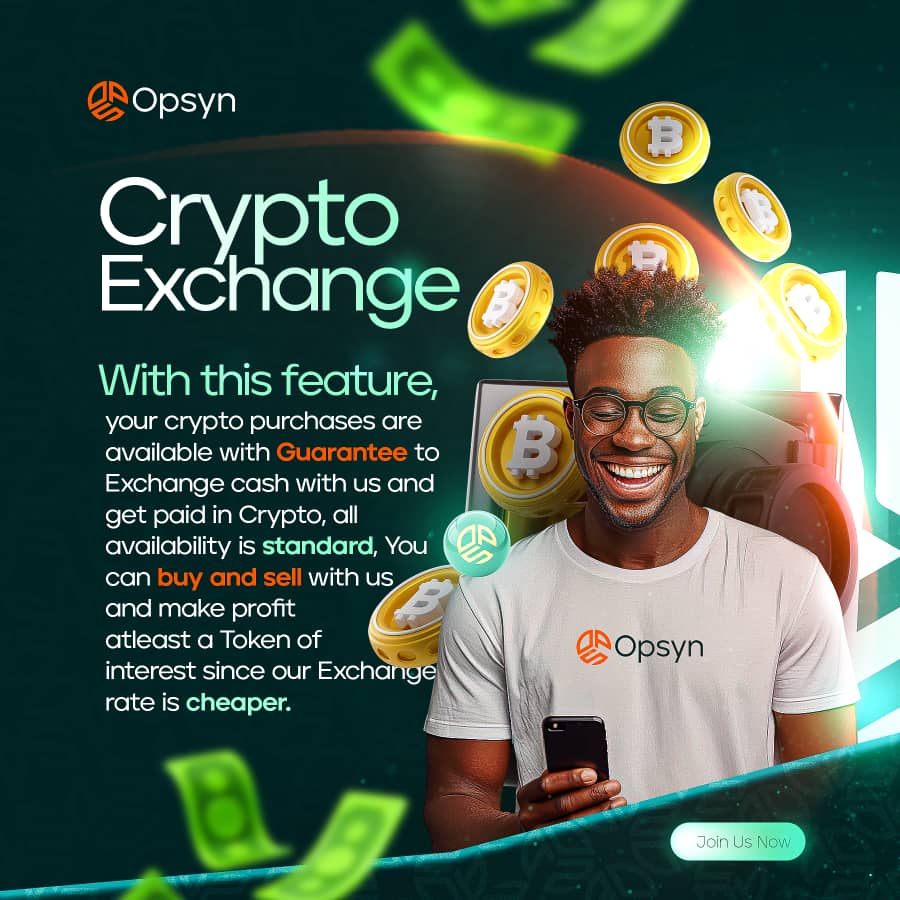 Opsyn
Crypto
Exchange
With this feature,
your crypto purchases are
available with Guarantee to
Exchange cash with us and
get paid in Crypto, all
availability is standard, You
can buy and sell with us
and make profit
atleast a Token of
interest since our Exchange
rate is cheaper.
Opsyn
Join Us Now